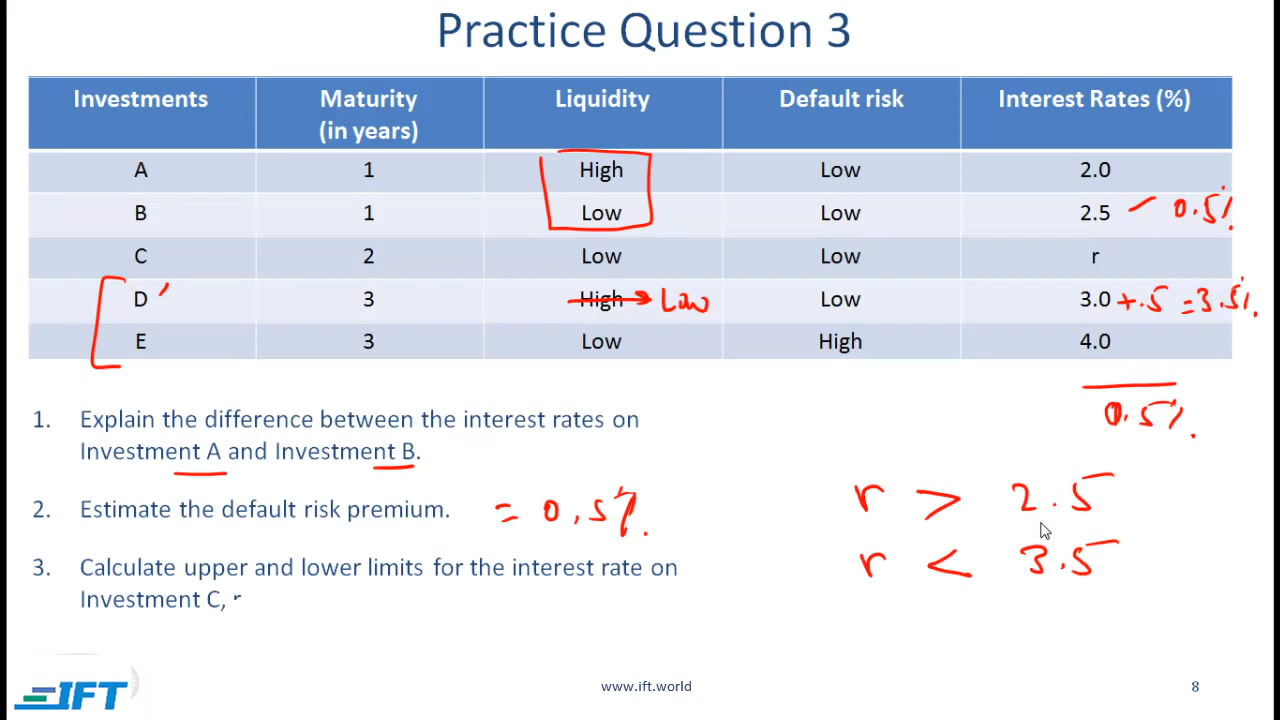 Practice Question 3
Investments Maturity (in years) Liquidity Default risk Interest Rates (%)
A 1 High Low 2.0
B 1 Low Low 2.5 – 0.5%
C 2 Low Low r
D' 3 High → Low Low 3.0 +.5 = 3.5%
E 3 Low High 4.0
0.5%
1. Explain the difference between the interest rates on
Investment A and Investment B.
2. Estimate the default risk premium. = 0.5%
3. Calculate upper and lower limits for the interest rate on
Investment C, r
r > 2.5
r < 3.5
IFT
www.ift.world
8